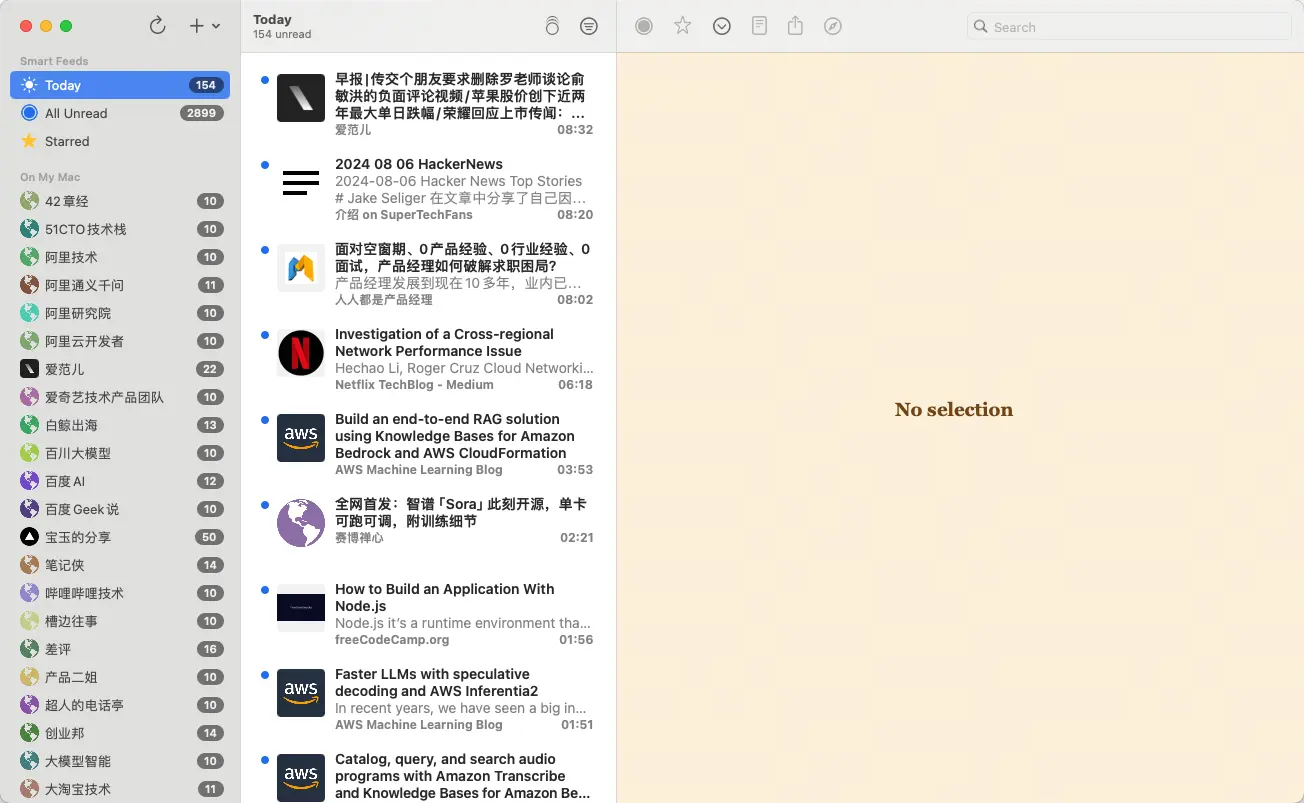 Smart Feeds
Today 154
All Unread 2899
Starred
On My Mac
42章经 10
51CTO技术栈 10
阿里技术 10
阿里通义千问 11
阿里研究院 10
阿里云开发者 10
爱范儿 22
爱奇艺技术产品团队 10
白鲸出海 13
百川大模型 10
百度AI 12
百度Geek说 10
宝玉的分享 50
笔记侠 14
哔哩哔哩技术 10
槽边往事 10
差评 16
产品二姐 10
超人的电话亭 10
创业邦 14
大模型智能 10
大淘宝技术 11
Today
154 unread
早报|传交个朋友要求删除罗老师谈论俞
敏洪的负面评论视频/苹果股价创下近两
年最大单日跌幅/荣耀回应上市传闻：...
爱范儿 08:32
2024 08 06 HackerNews
2024-08-06 Hacker News Top Stories
# Jake Seliger 在文章中分享了自己因...
介绍 on SuperTechFans 08:20
面对空窗期、0产品经验、0行业经验、0
面试，产品经理如何破解求职困局?
产品经理发展到现在10多年，业内已...
人人都是产品经理 08:02
Investigation of a Cross-regional
Network Performance Issue
Hechao Li, Roger Cruz Cloud Networki...
Netflix TechBlog - Medium 06:18
aws
Build an end-to-end RAG solution
using Knowledge Bases for Amazon
Bedrock and AWS CloudFormation
AWS Machine Learning Blog 03:53
全网首发：智谱「Sora」此刻开源，单卡
可跑可调，附训练细节
赛博禅心 02:21
How to Build an Application With
Node.js
Node.js it's a runtime environment tha...
freeCodeCamp.org 01:56
aws
Faster LLMs with speculative
decoding and AWS Inferentia2
In recent years, we have seen a big in...
AWS Machine Learning Blog 01:51
aws
Catalog, query, and search audio
programs with Amazon Transcribe
and Knowledge Bases for Amazon Be...
Search
No selection